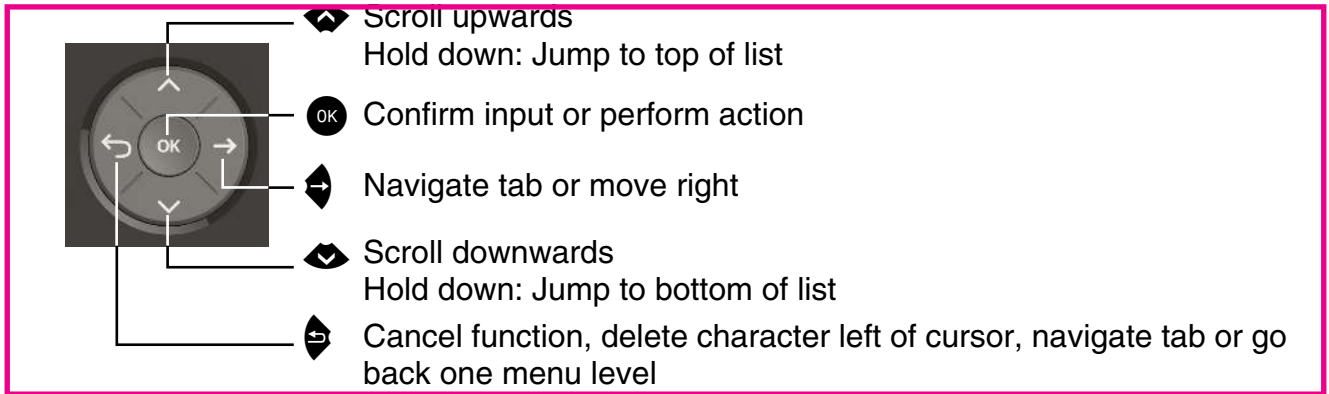 Scroll upwards
Hold down: Jump to top of list
OK
OK Confirm input or perform action
Navigate tab or move right
Scroll downwards
Hold down: Jump to bottom of list
Cancel function, delete character left of cursor, navigate tab or go
back one menu level